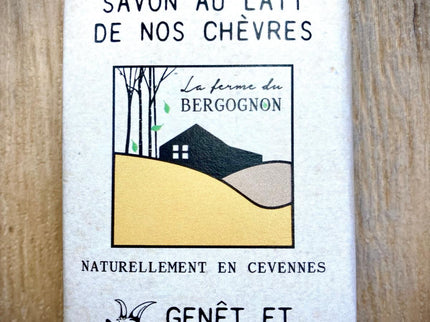 SAVON AU LAIT
DE NOS CHÈVRES
La ferme du
BERGOGNON
NATURELLEMENT EN CEVENNES
GENÊT ET